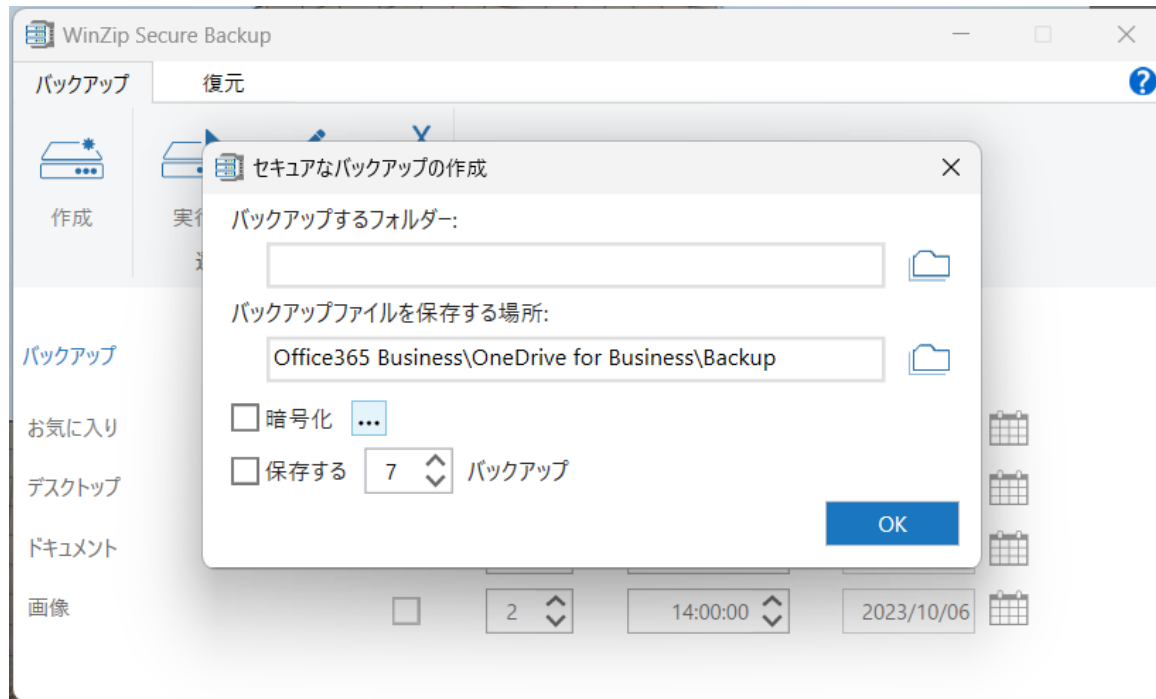 WinZip Secure Backup
バックアップ
復元
作成
セキュアなバックアップの作成
バックアップするフォルダー:
バックアップファイルを保存する場所:
Office365 Business\OneDrive for Business\Backup
暗号化 ...
保存する 7 バックアップ
OK
バックアップ
お気に入り
デスクトップ
ドキュメント
画像 2 14:00:00 2023/10/06